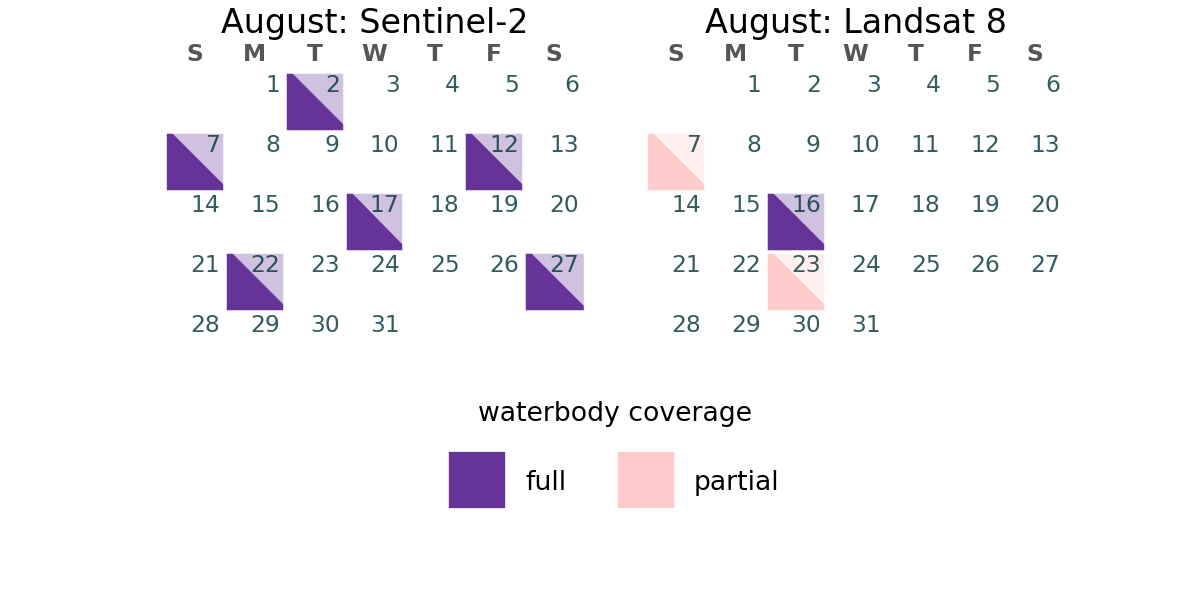 August: Sentinel-2
S M T W T F S
1 2 3 4 5 6
7 8 9 10 11 12 13
14 15 16 17 18 19 20
21 22 23 24 25 26 27
28 29 30 31
August: Landsat 8
S M T W T F S
1 2 3 4 5 6
7 8 9 10 11 12 13
14 15 16 17 18 19 20
21 22 23 24 25 26 27
28 29 30 31
waterbody coverage
full partial